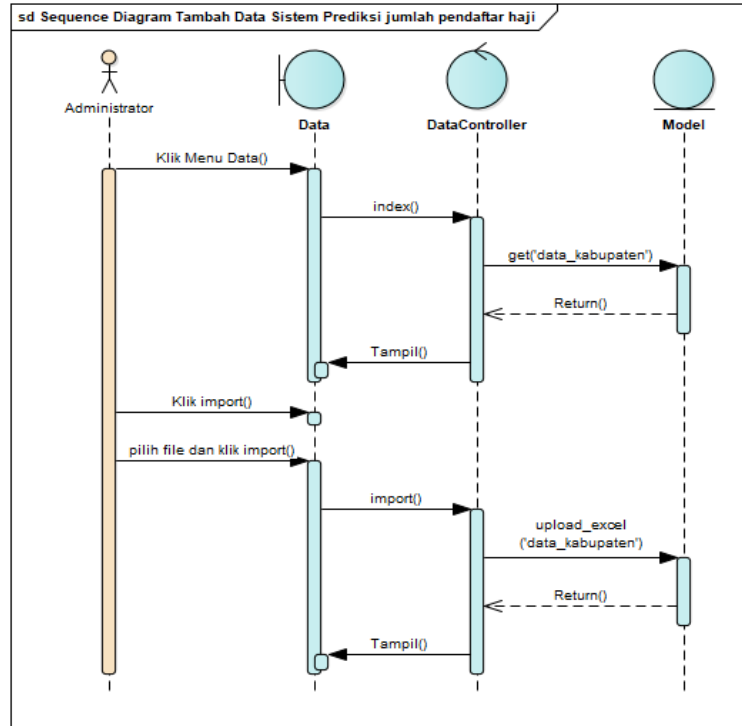 sd Sequence Diagram Tambah Data Sistem Prediksi jumlah pendaftar haji
Administrator
Data
DataController
Model
Klik Menu Data()
index()
get('data_kabupaten')
Return()
Tampil()
Klik import()
pilih file dan klik import()
import()
upload_excel
('data_kabupaten')
Return()
Tampil()